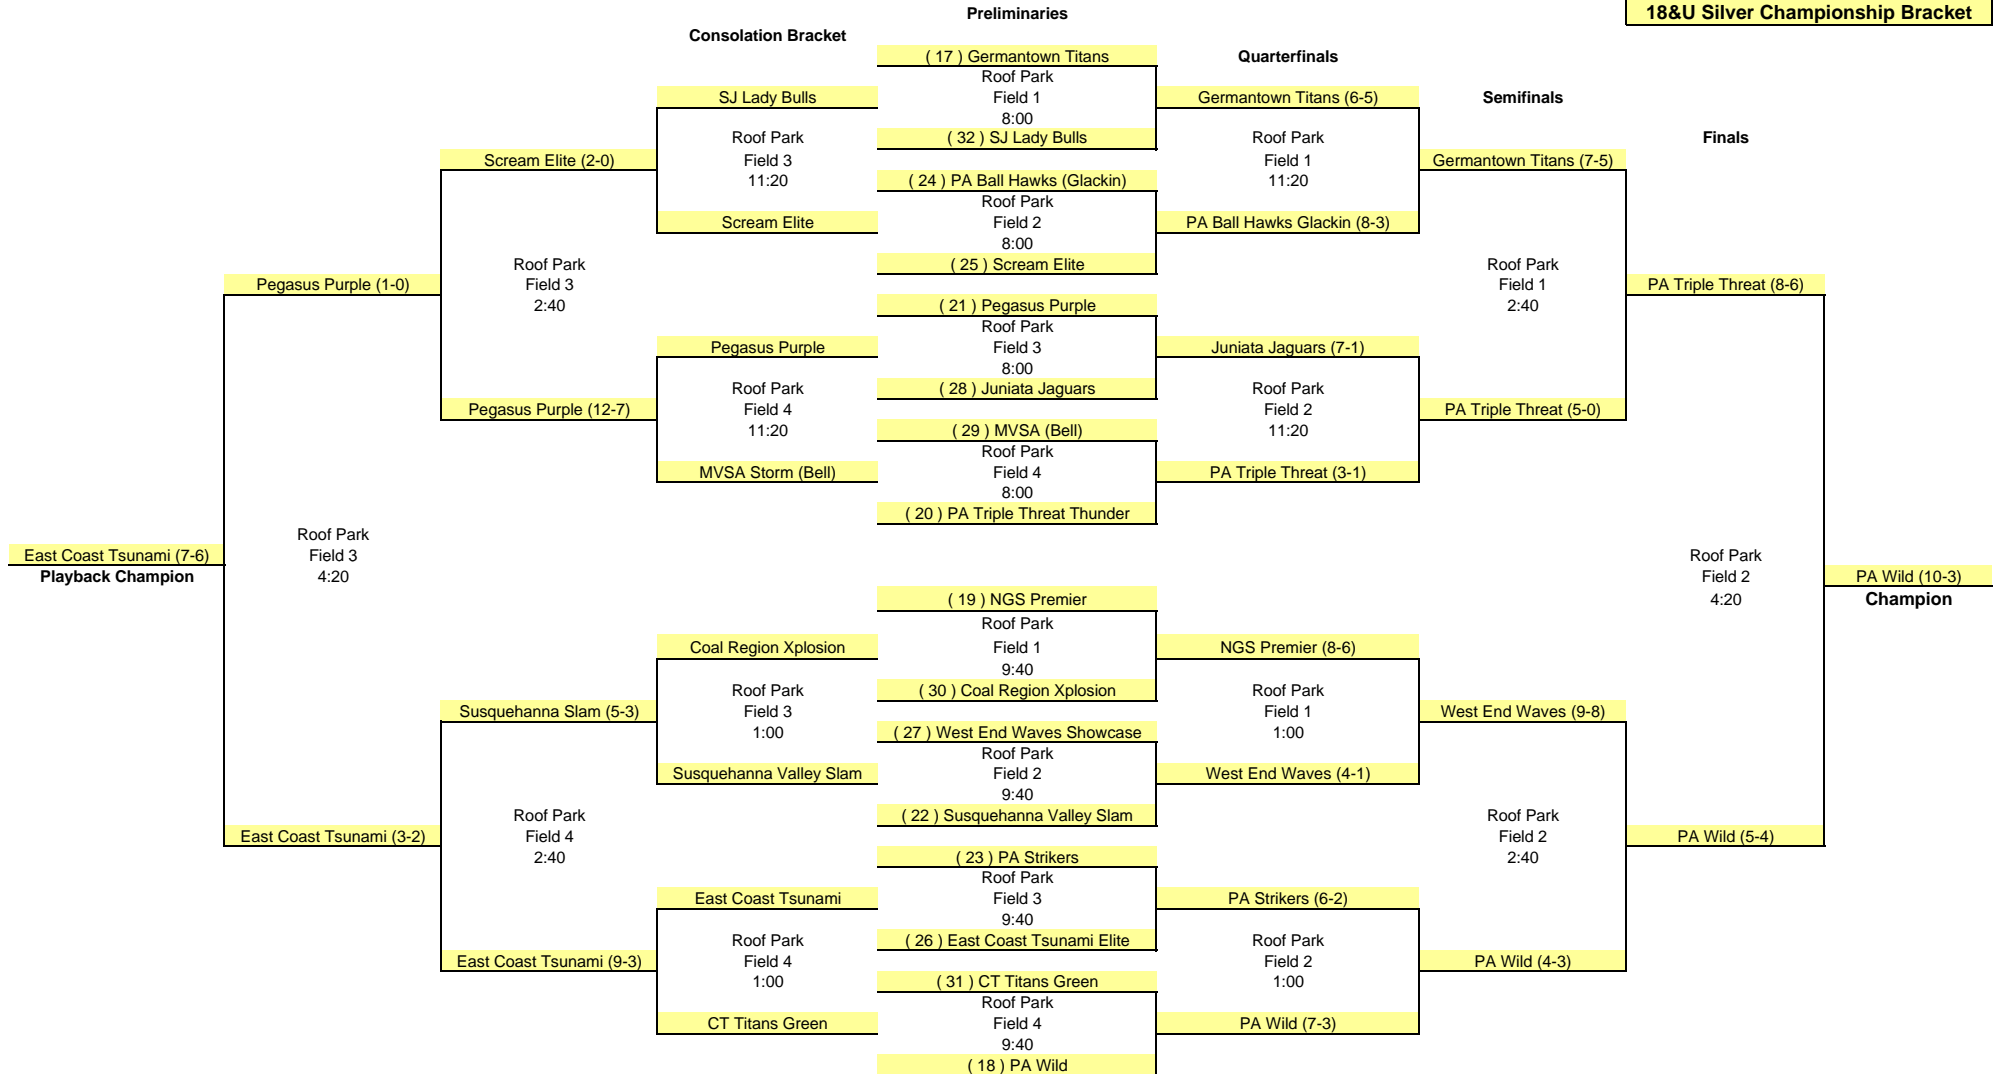 Preliminaries
18&U Silver Championship Bracket
Consolation Bracket
( 17 ) Germantown Titans
Quarterfinals
Roof Park
SJ Lady Bulls
Field 1
Germantown Titans (6-5)
Semifinals
8:00
Roof Park
( 32 ) SJ Lady Bulls
Roof Park
Finals
Scream Elite (2-0)
Field 3
Field 1
Germantown Titans (7-5)
11:20
( 24 ) PA Ball Hawks (Glackin)
11:20
Roof Park
Scream Elite
Field 2
PA Ball Hawks Glackin (8-3)
8:00
Roof Park
( 25 ) Scream Elite
Roof Park
Pegasus Purple (1-0)
Field 3
Field 1
PA Triple Threat (8-6)
2:40
( 21 ) Pegasus Purple
2:40
Roof Park
Pegasus Purple
Field 3
Juniata Jaguars (7-1)
8:00
Roof Park
( 28 ) Juniata Jaguars
Roof Park
Pegasus Purple (12-7)
Field 4
Field 2
PA Triple Threat (5-0)
11:20
( 29 ) MVSA (Bell)
11:20
Roof Park
MVSA Storm (Bell)
Field 4
PA Triple Threat (3-1)
8:00
( 20 ) PA Triple Threat Thunder
Roof Park
East Coast Tsunami (7-6)
Field 3
Roof Park
Playback Champion
4:20
Field 2
PA Wild (10-3)
( 19 ) NGS Premier
4:20
Champion
Roof Park
Coal Region Xplosion
Field 1
NGS Premier (8-6)
9:40
Roof Park
( 30 ) Coal Region Xplosion
Roof Park
Susquehanna Slam (5-3)
Field 3
Field 1
West End Waves (9-8)
1:00
( 27 ) West End Waves Showcase
1:00
Roof Park
Susquehanna Valley Slam
Field 2
West End Waves (4-1)
9:40
Roof Park
( 22 ) Susquehanna Valley Slam
Roof Park
East Coast Tsunami (3-2)
Field 4
Field 2
PA Wild (5-4)
2:40
( 23 ) PA Strikers
2:40
Roof Park
East Coast Tsunami
Field 3
PA Strikers (6-2)
9:40
Roof Park
( 26 ) East Coast Tsunami Elite
Roof Park
East Coast Tsunami (9-3)
Field 4
Field 2
PA Wild (4-3)
1:00
( 31 ) CT Titans Green
1:00
Roof Park
CT Titans Green
Field 4
PA Wild (7-3)
9:40
( 18 ) PA Wild